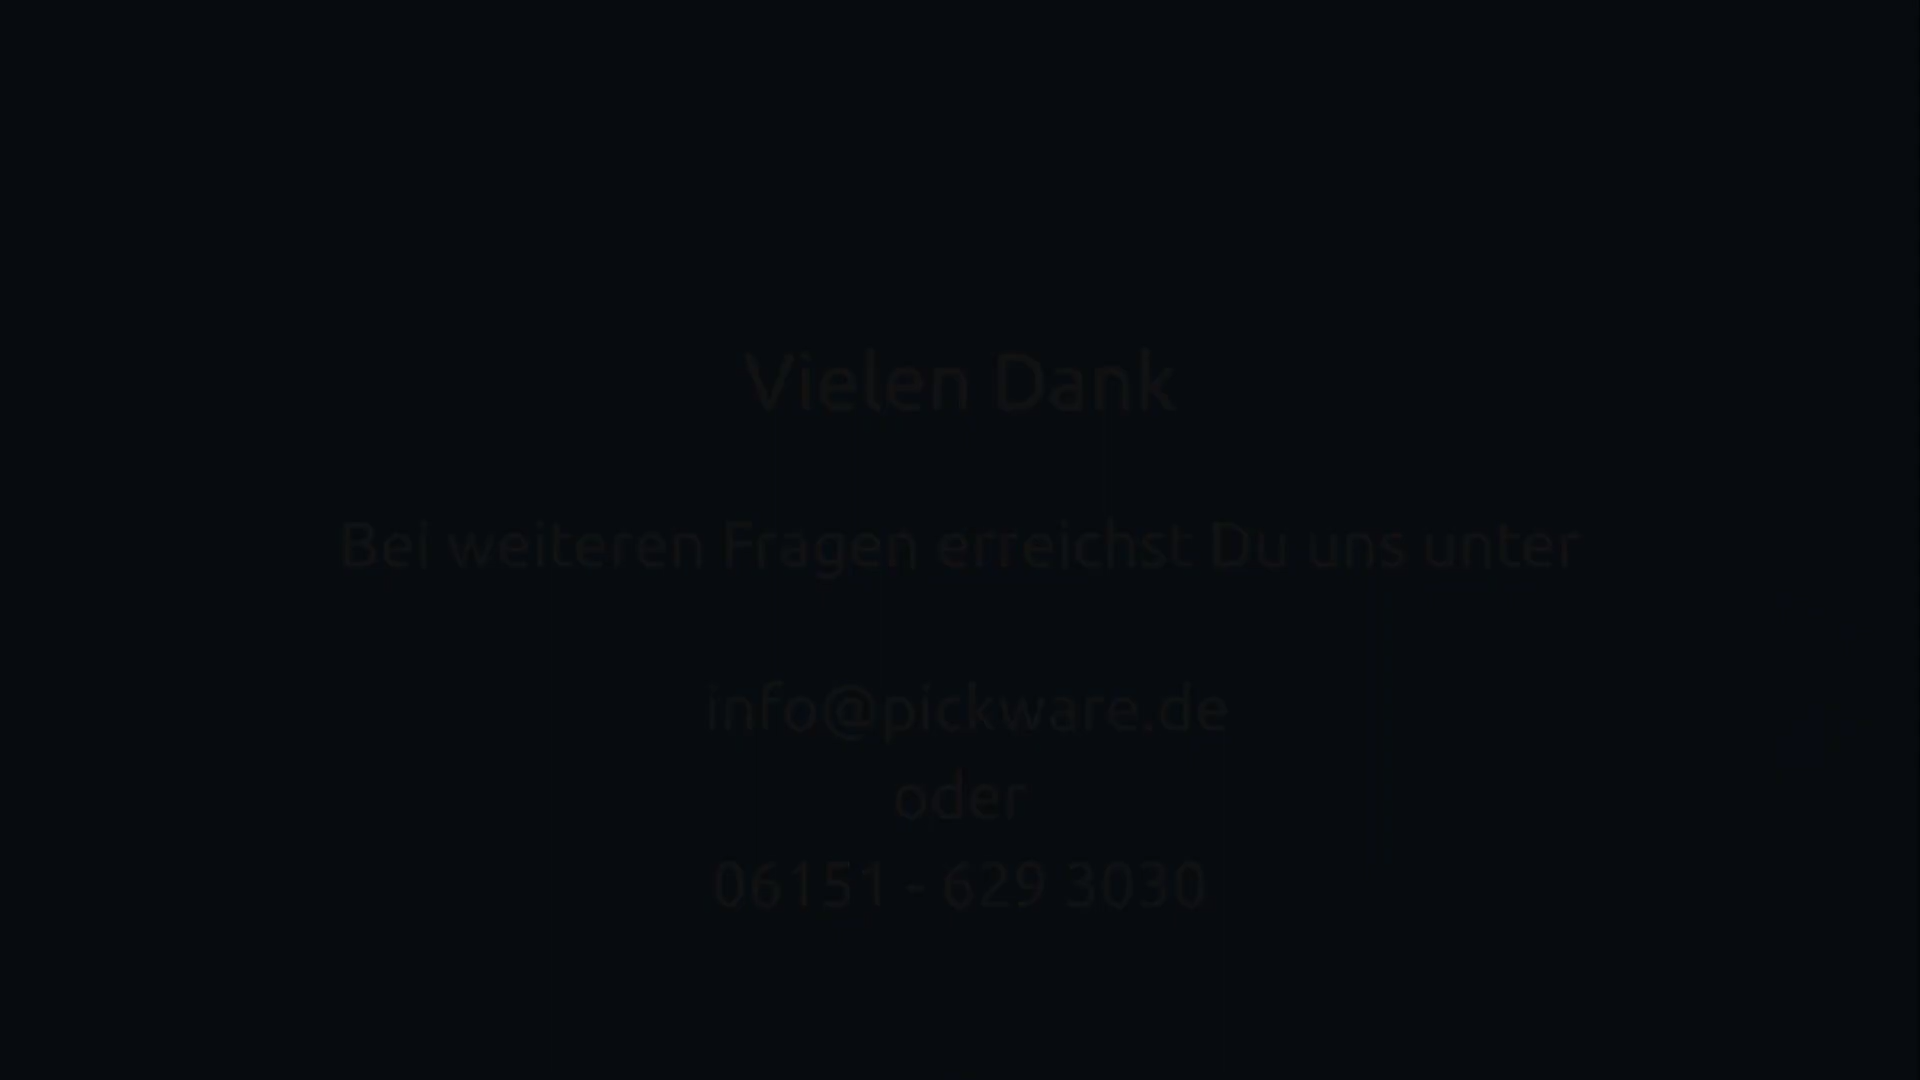 Vielen Dank
Bei weiteren Fragen erreichst Du uns unter
info@pickware.de
oder
06151 - 629 3030